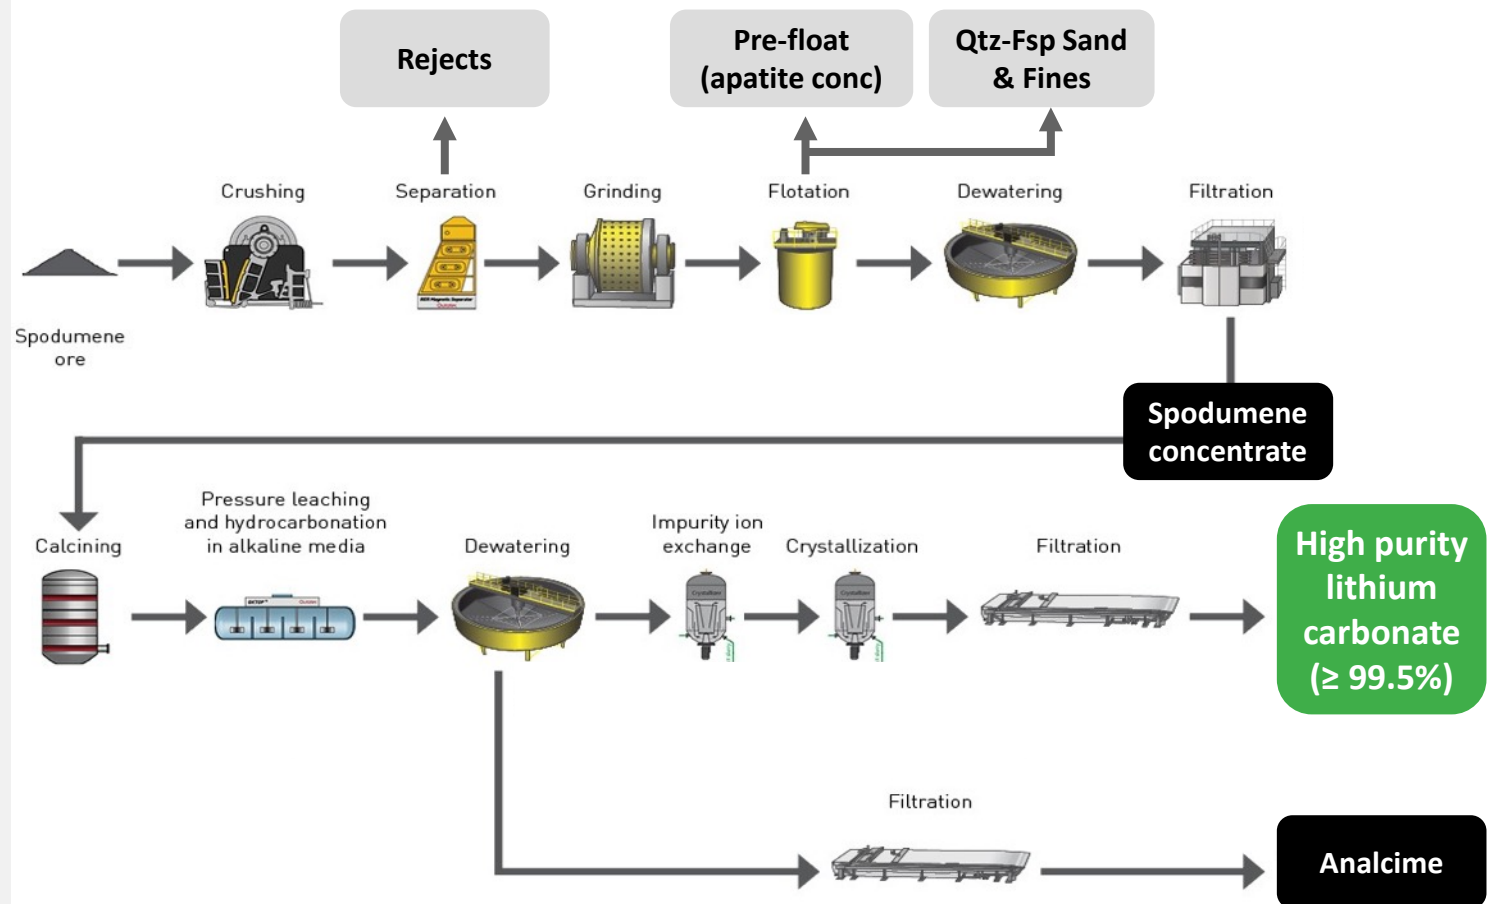 Rejects
Pre-float
(apatite conc)
Qtz-Fsp Sand
& Fines
Crushing
Separation
Grinding
Flotation
Dewatering
Filtration
Spodumene
ore
Spodumene
concentrate
Calcining
Pressure leaching
and hydrocarbonation
in alkaline media
Dewatering
Impurity ion
exchange
Crystallization
Filtration
Crystallizer
Crystallizer
High purity
lithium
carbonate
(≥ 99.5%)
Filtration
Analcime